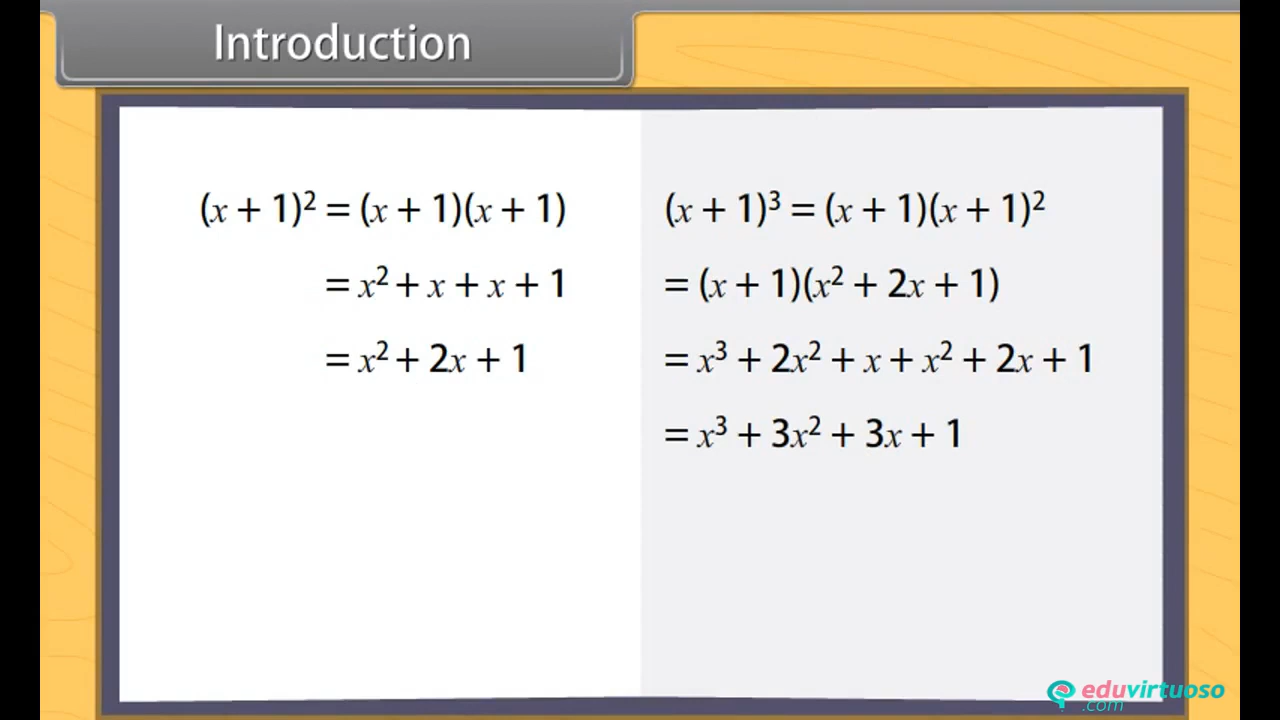 Introduction
(x + 1)² = (x + 1)(x + 1)
= x² + x + x + 1
= x² + 2x + 1
(x + 1)³ = (x + 1)(x + 1)²
= (x + 1)(x² + 2x + 1)
= x³ + 2x² + x + x² + 2x + 1
= x³ + 3x² + 3x + 1
eduvirtuoso
.com